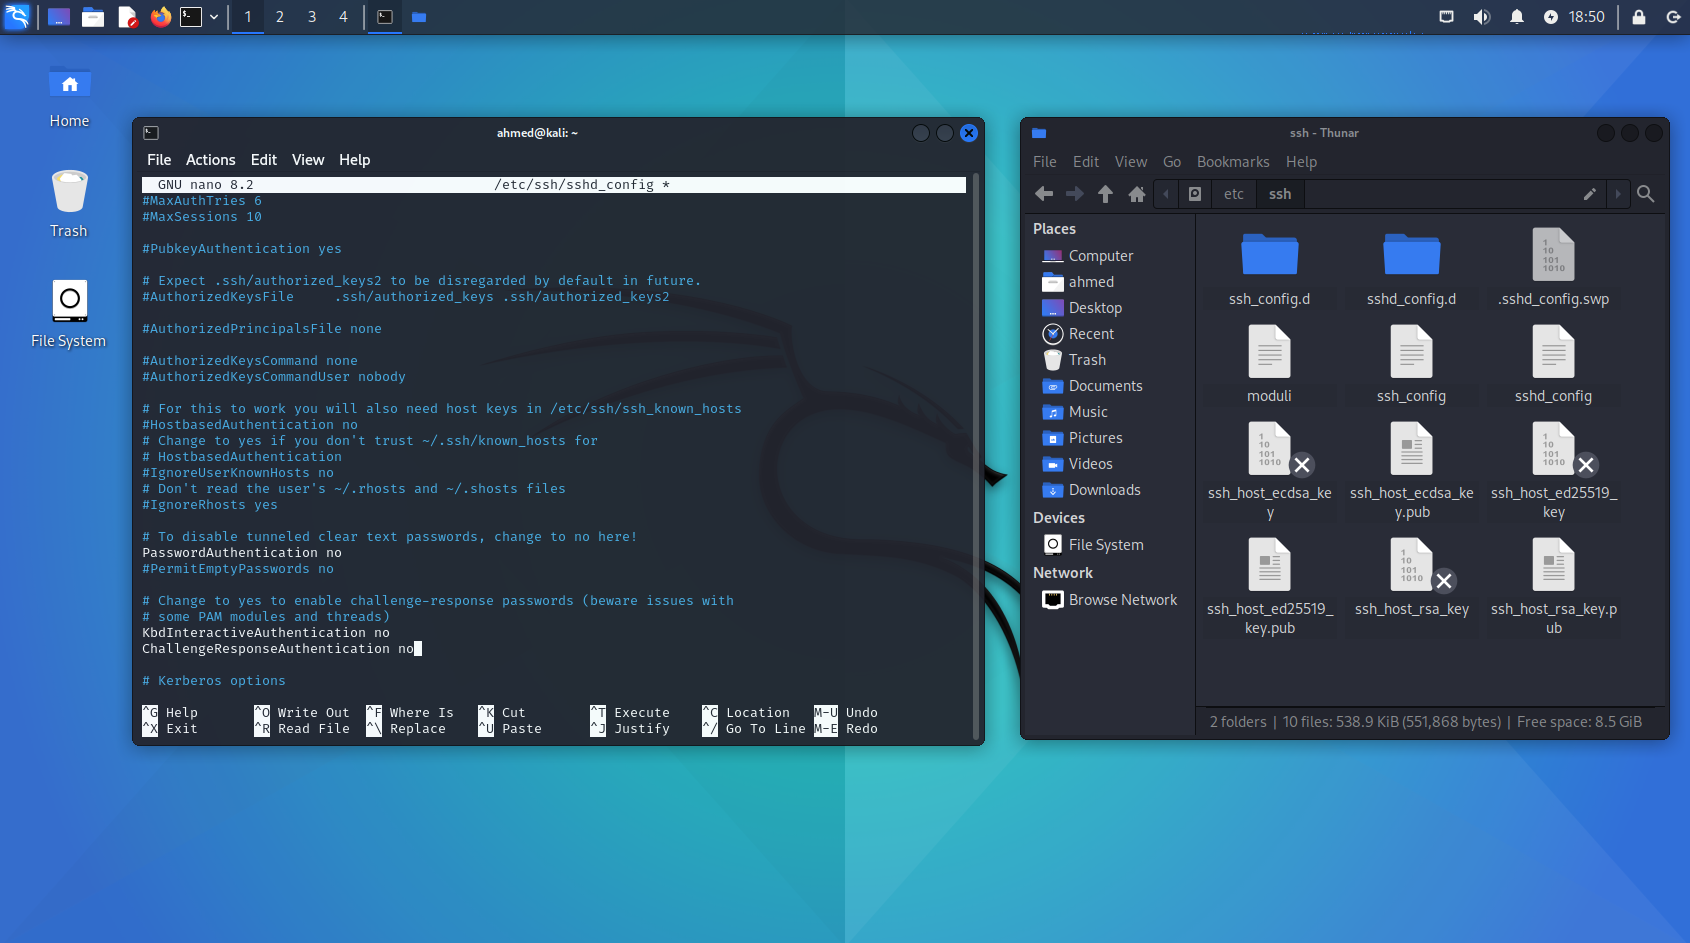 1 2 3 4 18:50
Home
Trash
File System
ahmed@kali: ~
File Actions Edit View Help
GNU nano 8.2 /etc/ssh/sshd_config *
#MaxAuthTries 6
#MaxSessions 10
#PubkeyAuthentication yes
# Expect .ssh/authorized_keys2 to be disregarded by default in future.
#AuthorizedKeysFile .ssh/authorized_keys .ssh/authorized_keys2
#AuthorizedPrincipalsFile none
#AuthorizedKeysCommand none
#AuthorizedKeysCommandUser nobody
# For this to work you will also need host keys in /etc/ssh/ssh_known_hosts
#HostbasedAuthentication no
# Change to yes if you don't trust ~/.ssh/known_hosts for
# HostbasedAuthentication
#IgnoreUserKnownHosts no
# Don't read the user's ~/.rhosts and ~/.shosts files
#IgnoreRhosts yes
# To disable tunneled clear text passwords, change to no here!
PasswordAuthentication no
#PermitEmptyPasswords no
# Change to yes to enable challenge-response passwords (beware issues with
# some PAM modules and threads)
KbdInteractiveAuthentication no
ChallengeResponseAuthentication no
# Kerberos options
^G Help ^O Write Out ^F Where Is ^K Cut ^T Execute ^C Location M-U Undo
^X Exit ^R Read File ^\ Replace ^U Paste ^J Justify ^/ Go To Line M-E Redo
ssh - Thunar
File Edit View Go Bookmarks Help
etc ssh
Places
Computer
ahmed
Desktop
Recent
Trash
Documents
Music
Pictures
Videos
Downloads
Devices
File System
Network
Browse Network
ssh_config.d sshd_config.d .sshd_config.swp
moduli ssh_config sshd_config
ssh_host_ecdsa_ke
y
ssh_host_ecdsa_ke
y.pub
ssh_host_ed25519_
key
ssh_host_ed25519_
key.pub
ssh_host_rsa_key
ssh_host_rsa_key.p
ub
2 folders | 10 files: 538.9 KiB (551,868 bytes) | Free space: 8.5 GiB